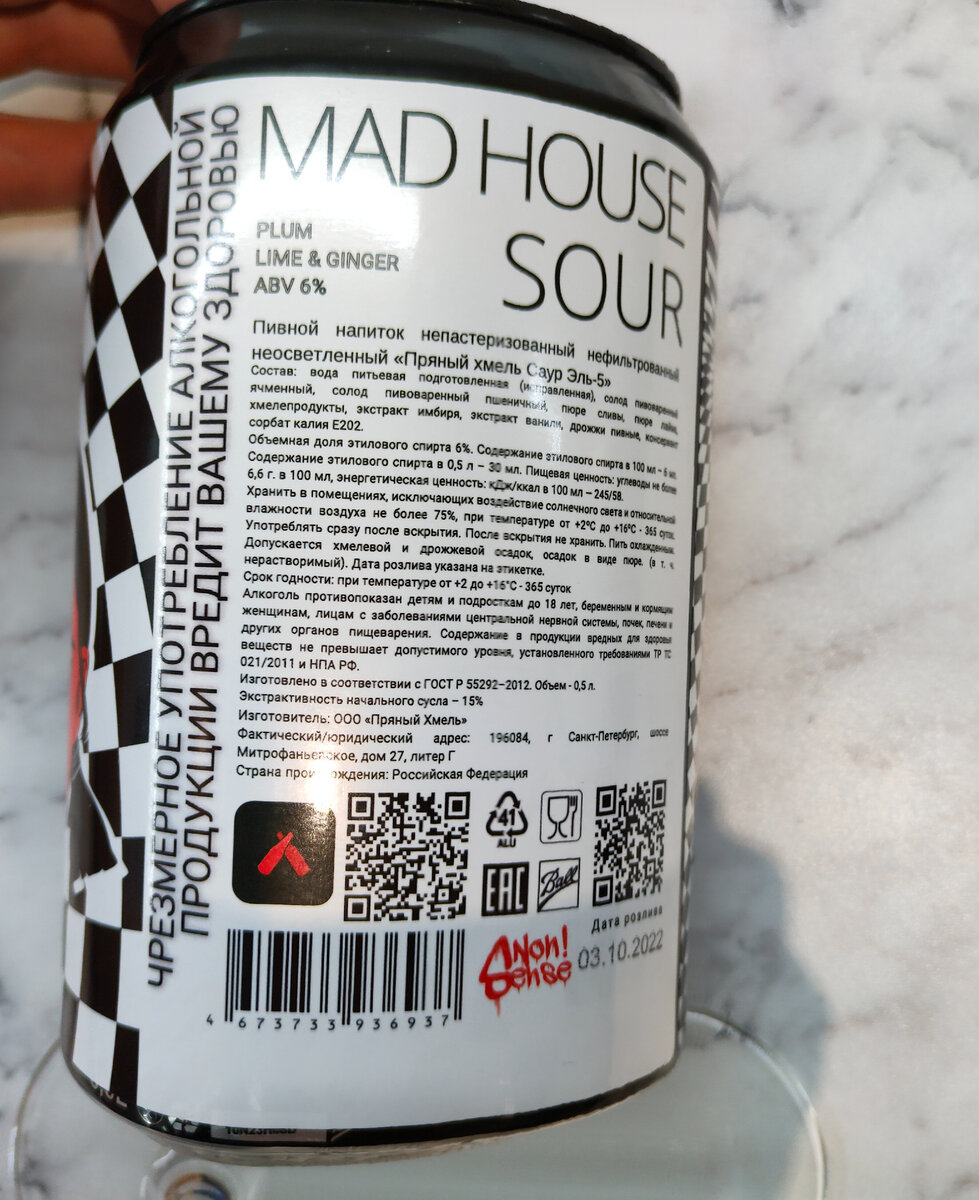 ЧРЕЗМЕРНОЕ УПОТРЕБЛЕНИЕ АЛКОГОЛЬНОЙ
ПРОДУКЦИИ ВРЕДИТ ВАШЕМУ ЗДОРОВЬЮ
MAD HOUSE
SOUR
PLUM
LIME & GINGER
ABV 6%
Пивной напиток непастеризованный нефильтрованный
неосветленный «Пряный хмель Саур Эль-5»
Состав: вода питьевая подготовленная (исправленная), солод пивоваренный
ячменный, солод пивоваренный пшеничный, пюре сливы, пюре лайма,
хмелепродукты, экстракт имбиря, экстракт ванили, дрожжи пивные, консервант
сорбат калия Е202.
Объемная доля этилового спирта 6%. Содержание этилового спирта в 100 мл – 6 мл.
Содержание этилового спирта в 0,5 л – 30 мл. Пищевая ценность: углеводы не более
6,6 г. в 100 мл, энергетическая ценность: кДж/ккал в 100 мл – 245/58.
Хранить в помещениях, исключающих воздействие солнечного света и относительной
влажности воздуха не более 75%, при температуре от +2°C до +16°C - 365 суток.
Употреблять сразу после вскрытия. После вскрытия не хранить. Пить охлажденным.
Допускается хмелевой и дрожжевой осадок, осадок в виде пюре. (в т. ч.
нерастворимый). Дата розлива указана на этикетке.
Срок годности: при температуре от +2 до +16°C - 365 суток
Алкоголь противопоказан детям и подросткам до 18 лет, беременным и кормящим
женщинам, лицам с заболеваниями центральной нервной системы, почек, печени и
других органов пищеварения. Содержание в продукции вредных для здоровья
веществ не превышает допустимого уровня, установленного требованиями ТР ТС
021/2011 и НПА РФ.
Изготовлено в соответствии с ГОСТ Р 55292–2012. Объем - 0,5 л.
Экстрактивность начального сусла – 15%
Изготовитель: ООО «Пряный Хмель»
Фактический/юридический адрес: 196084, г Санкт-Петербург, шоссе
Митрофаньевское, дом 27, литер Г
Страна происхождения: Российская Федерация
41
ALU
EAC
Ball
Non!
Sense
Дата розлива
03.10.2022
4 673733 936937